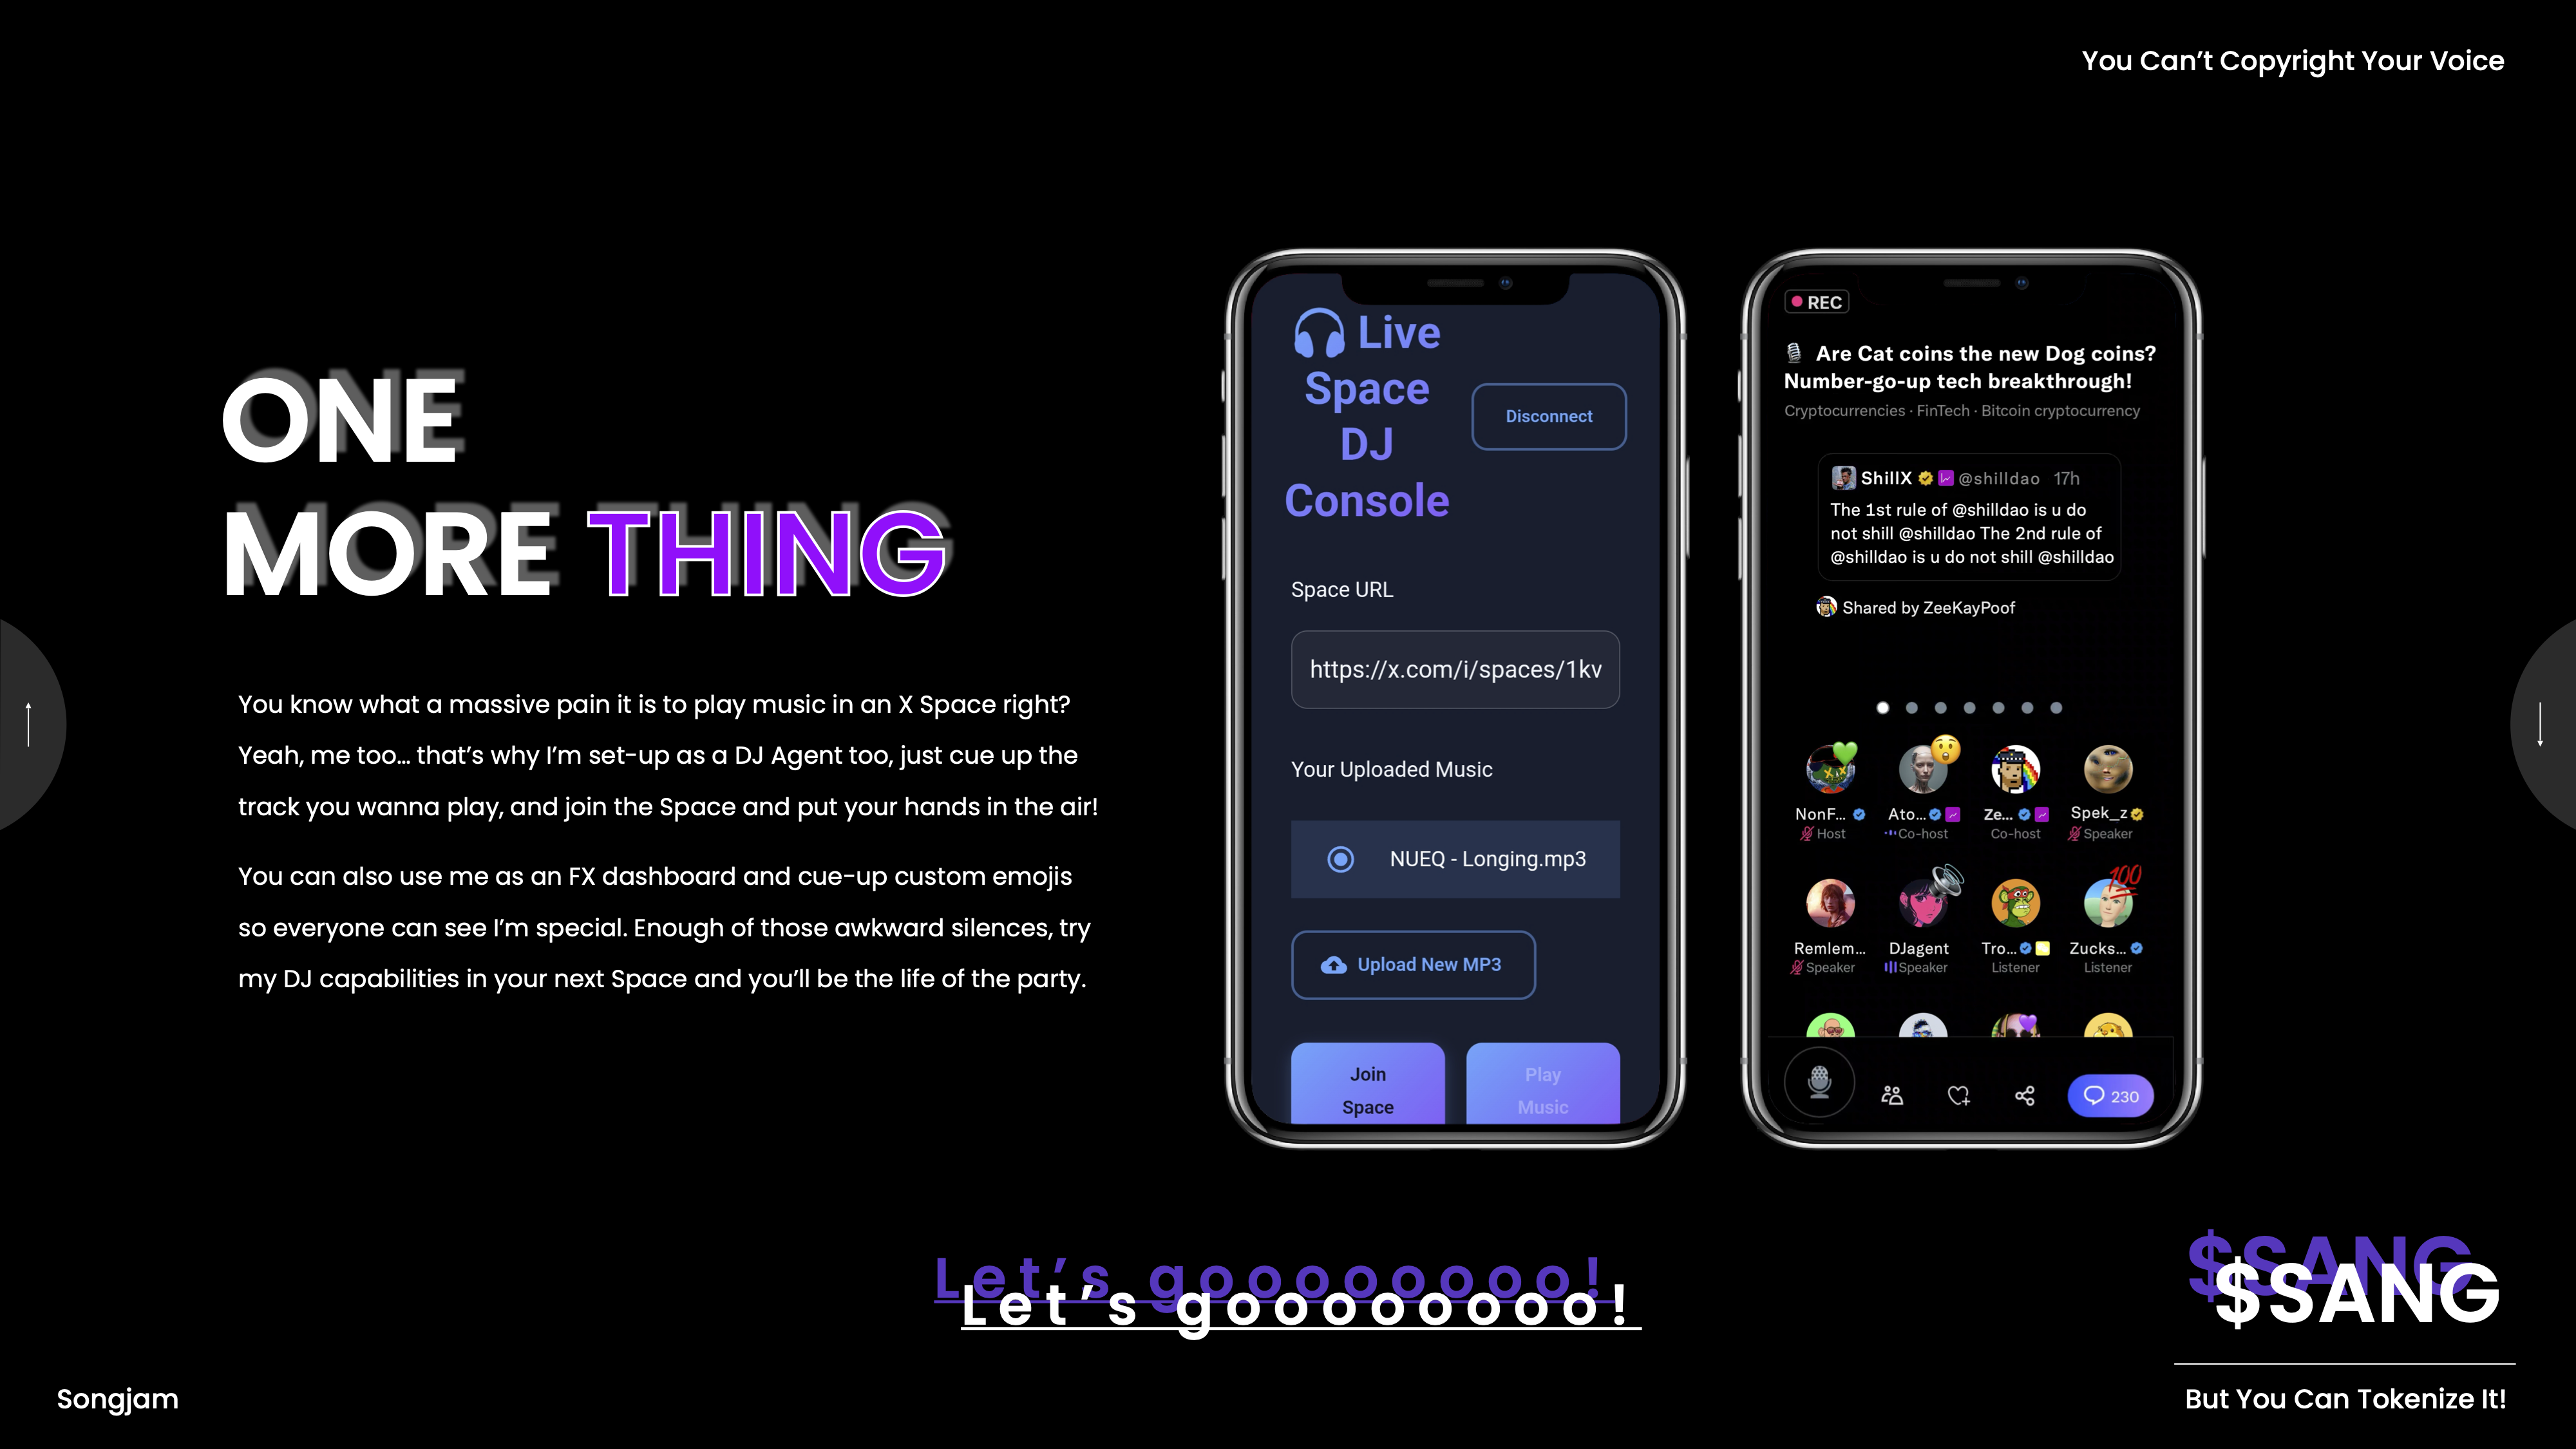 You Can’t Copyright Your Voice
ONE
MORE THING
You know what a massive pain it is to play music in an X Space right?
Yeah, me too... that’s why I’m set-up as a DJ Agent too, just cue up the
track you wanna play, and join the Space and put your hands in the air!
You can also use me as an FX dashboard and cue-up custom emojis
so everyone can see I’m special. Enough of those awkward silences, try
my DJ capabilities in your next Space and you’ll be the life of the party.
Live
Space
DJ
Console
Disconnect
Space URL
https://x.com/i/spaces/1kv
Your Uploaded Music
NUEQ - Longing.mp3
Upload New MP3
Join
Space
Play
Music
REC
Are Cat coins the new Dog coins?
Number-go-up tech breakthrough!
Cryptocurrencies · FinTech · Bitcoin cryptocurrency
ShillX @shilldao 17h
The 1st rule of @shilldao is u do
not shill @shilldao The 2nd rule of
@shilldao is u do not shill @shilldao
Shared by ZeeKayPoof
NonF... Ato... Ze... Spek_z
Host Co-host Co-host Speaker
100
Remlem... DJagent Tro... Zucks...
Speaker Speaker Listener Listener
230
Let’s goooooooo!
Let’s goooooooo!
$SANG
$SANG
Songjam
But You Can Tokenize It!